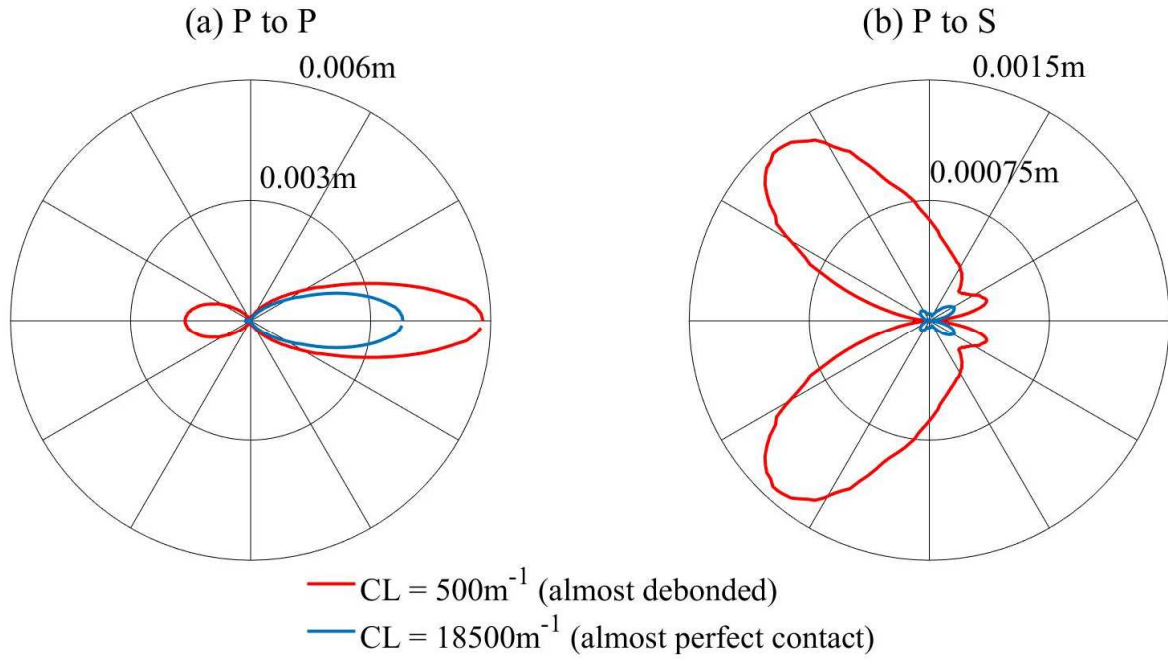 (a) P to P
(b) P to S
0.006m
0.0015m
0.003m
0.00075m
CL = 500m⁻¹ (almost debonded)
CL = 18500m⁻¹ (almost perfect contact)